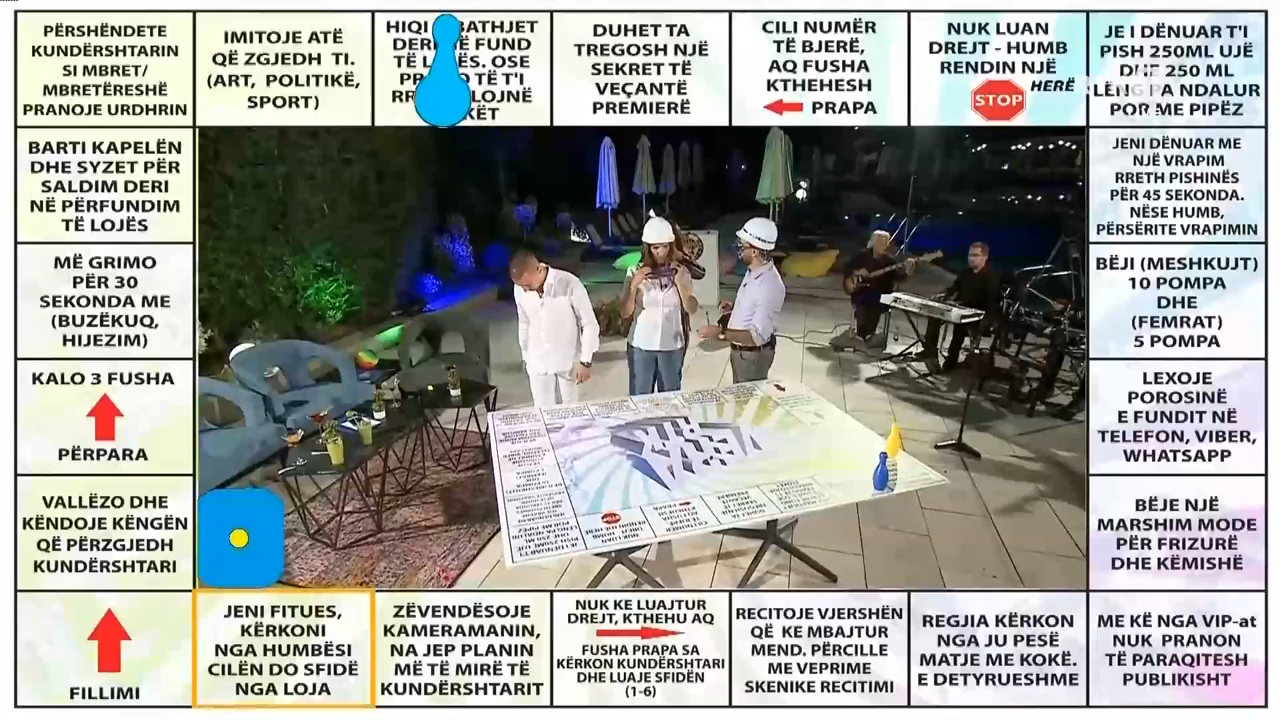 PËRSHËNDETE
KUNDËRSHTARIN
SI MBRET/
MBRETËRESHË
PRANOJE URDHRIN
IMITOJE ATË
QË ZGJEDH TI.
(ART, POLITIKË,
SPORT)
HIQI BATHJET
DERI NË FUND
TË LOJËS. OSE
TË T'I
DUHET TA
TREGOSH NJË
SEKRET TË
VEÇANTË
PREMIERË
CILI NUMËR
TË BJERË,
AQ FUSHA
KTHEHESH
PRAPA
NUK LUAN
DREJT - HUMB
RENDIN NJË
HERË
STOP
JE I DËNUAR T'I
PISH 250ML UJË
DHE 250 ML
LËNG PA NDALUR
POR ME PIPËZ
BARTI KAPELËN
DHE SYZET PËR
SALDIM DERI
NË PËRFUNDIM
TË LOJËS
JENI DËNUAR ME
NJË VRAPIM
RRETH PISHINËS
PËR 45 SEKONDA.
NËSE HUMB,
PËRSËRITE VRAPIMIN
MË GRIMO
PËR 30
SEKONDA ME
(BUZËKUQ,
HIJEZIM)
BËJI (MESHKUJT)
10 POMPA
DHE
(FEMRAT)
5 POMPA
KALO 3 FUSHA
PËRPARA
LEXOJE
POROSINË
E FUNDIT NË
TELEFON, VIBER,
WHATSAPP
VALLËZO DHE
KËNDOJE KËNGËN
QË PËRZGJEDH
KUNDËRSHTARI
BËJE NJË
MARSHIM MODE
PËR FRIZURË
DHE KËMISHË
FILLIMI
JENI FITUES,
KËRKONI
NGA HUMBËSI
CILËN DO SFIDË
NGA LOJA
ZËVENDËSOJE
KAMERAMANIN,
NA JEP PLANIN
MË TË MIRË TË
KUNDËRSHTARIT
NUK KE LUAJTUR
DREJT, KTHEHU AQ
FUSHA PRAPA SA
KËRKON KUNDËRSHTARI
DHE LUAJE SFIDËN
(1-6)
RECITOJE VJERSHËN
QË KE MBAJTUR
MEND. PËRCILLE
ME VEPRIME
SKENIKE RECITIMI
REGJIA KËRKON
NGA JU PESË
MATJE ME KOKË.
E DETYRUESHME
ME KË NGA VIP-at
NUK PRANON
TË PARAQITESH
PUBLIKISHT